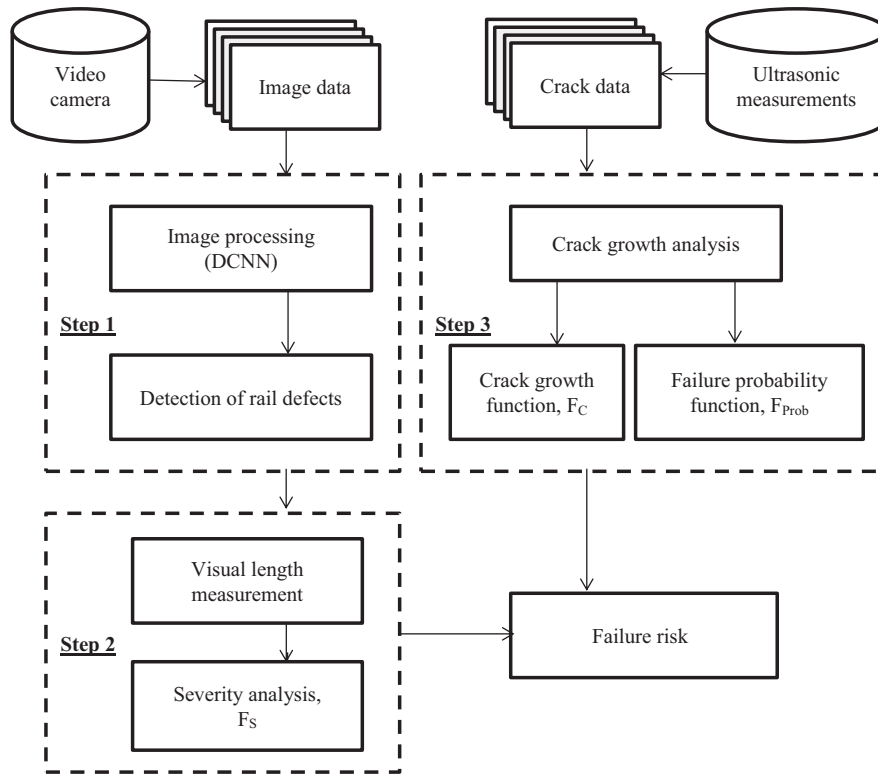 Video
camera
Image data
Crack data
Ultrasonic
measurements
Image processing
(DCNN)
Step 1
Detection of rail defects
Crack growth analysis
Step 3
Crack growth
function, F_C
Failure probability
function, F_Prob
Visual length
measurement
Step 2
Severity analysis,
F_S
Failure risk